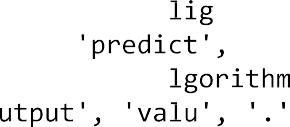 lig
'predict',
lgorithm
utput', 'valu', '.'